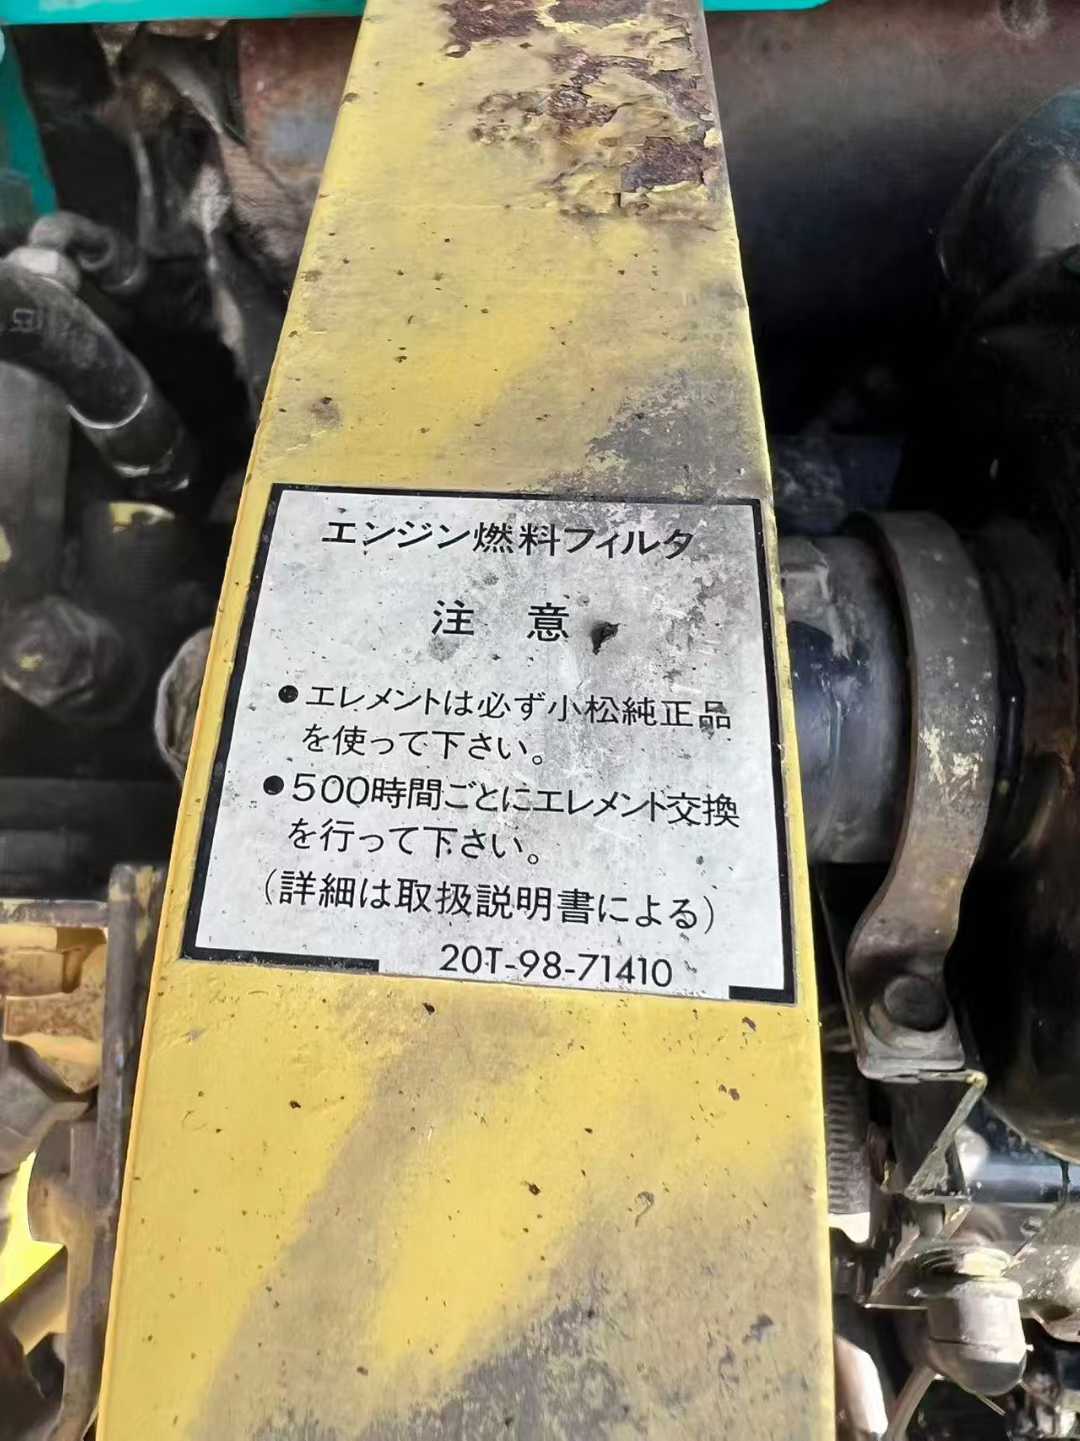 エンジン燃料フィルタ
注 意
●エレメントは必ず小松純正品
を使って下さい。
●500時間ごとにエレメント交換
を行って下さい。
(詳細は取扱説明書による)
20T-98-71410